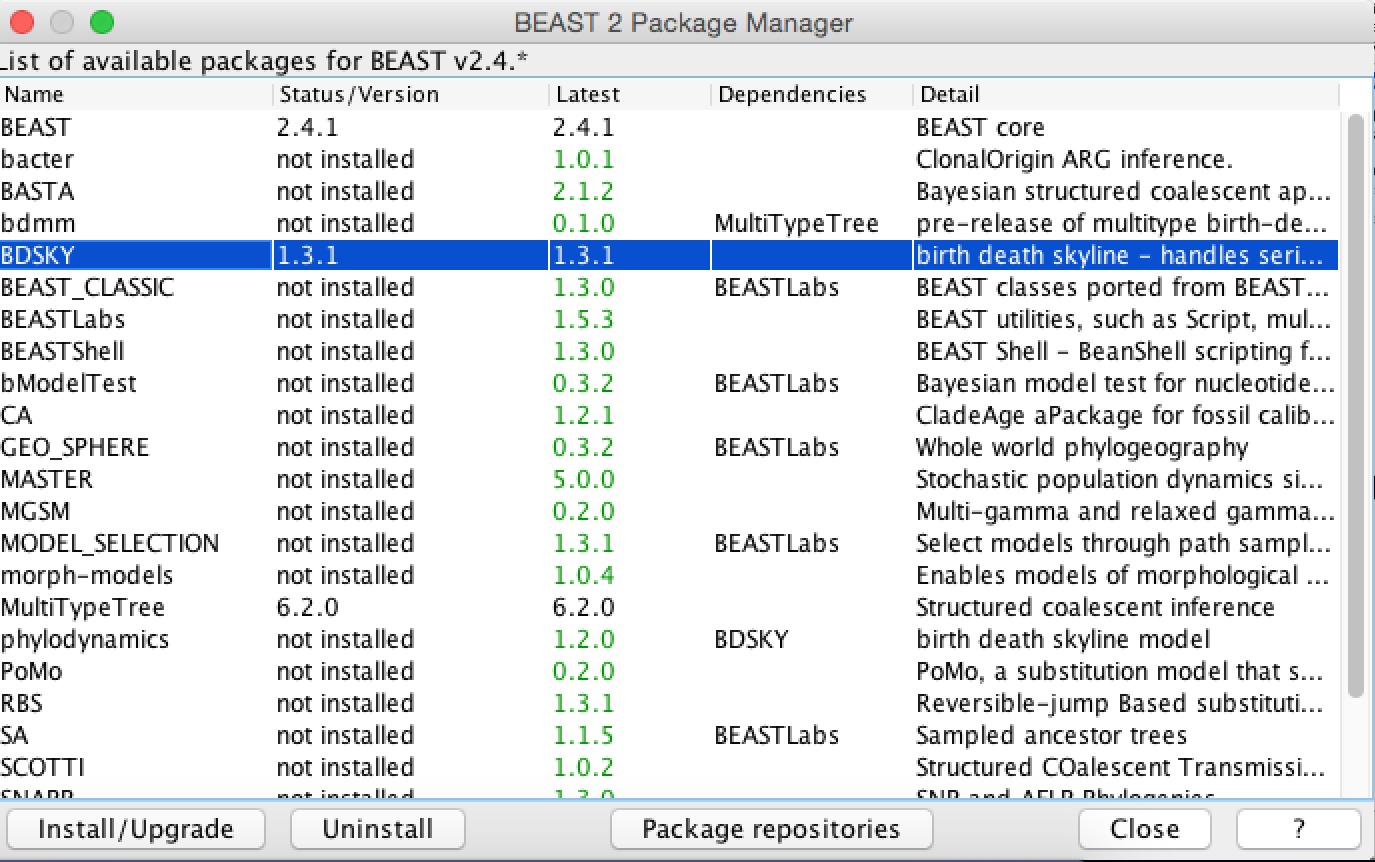 BEAST 2 Package Manager
List of available packages for BEAST v2.4.*
Name Status/Version Latest Dependencies Detail
BEAST 2.4.1 2.4.1 BEAST core
bacter not installed 1.0.1 ClonalOrigin ARG inference.
BASTA not installed 2.1.2 Bayesian structured coalescent ap...
bdmm not installed 0.1.0 MultiTypeTree pre-release of multitype birth-de...
BDSKY 1.3.1 1.3.1 birth death skyline - handles seri...
BEAST_CLASSIC not installed 1.3.0 BEASTLabs BEAST classes ported from BEAST...
BEASTLabs not installed 1.5.3 BEAST utilities, such as Script, mul...
BEASTShell not installed 1.3.0 BEAST Shell - BeanShell scripting f...
bModelTest not installed 0.3.2 BEASTLabs Bayesian model test for nucleotide...
CA not installed 1.2.1 CladeAge aPackage for fossil calib...
GEO_SPHERE not installed 0.3.2 BEASTLabs Whole world phylogeography
MASTER not installed 5.0.0 Stochastic population dynamics si...
MGSM not installed 0.2.0 Multi-gamma and relaxed gamma...
MODEL_SELECTION not installed 1.3.1 BEASTLabs Select models through path sampl...
morph-models not installed 1.0.4 Enables models of morphological ...
MultiTypeTree 6.2.0 6.2.0 Structured coalescent inference
phylodynamics not installed 1.2.0 BDSKY birth death skyline model
PoMo not installed 0.2.0 PoMo, a substitution model that s...
RBS not installed 1.3.1 Reversible-jump Based substituti...
SA not installed 1.1.5 BEASTLabs Sampled ancestor trees
SCOTTI not installed 1.0.2 Structured COalescent Transmissi...
SNAPP not installed 1.3.0 SNP and AFLP Phylogenies
Install/Upgrade Uninstall Package repositories Close ?